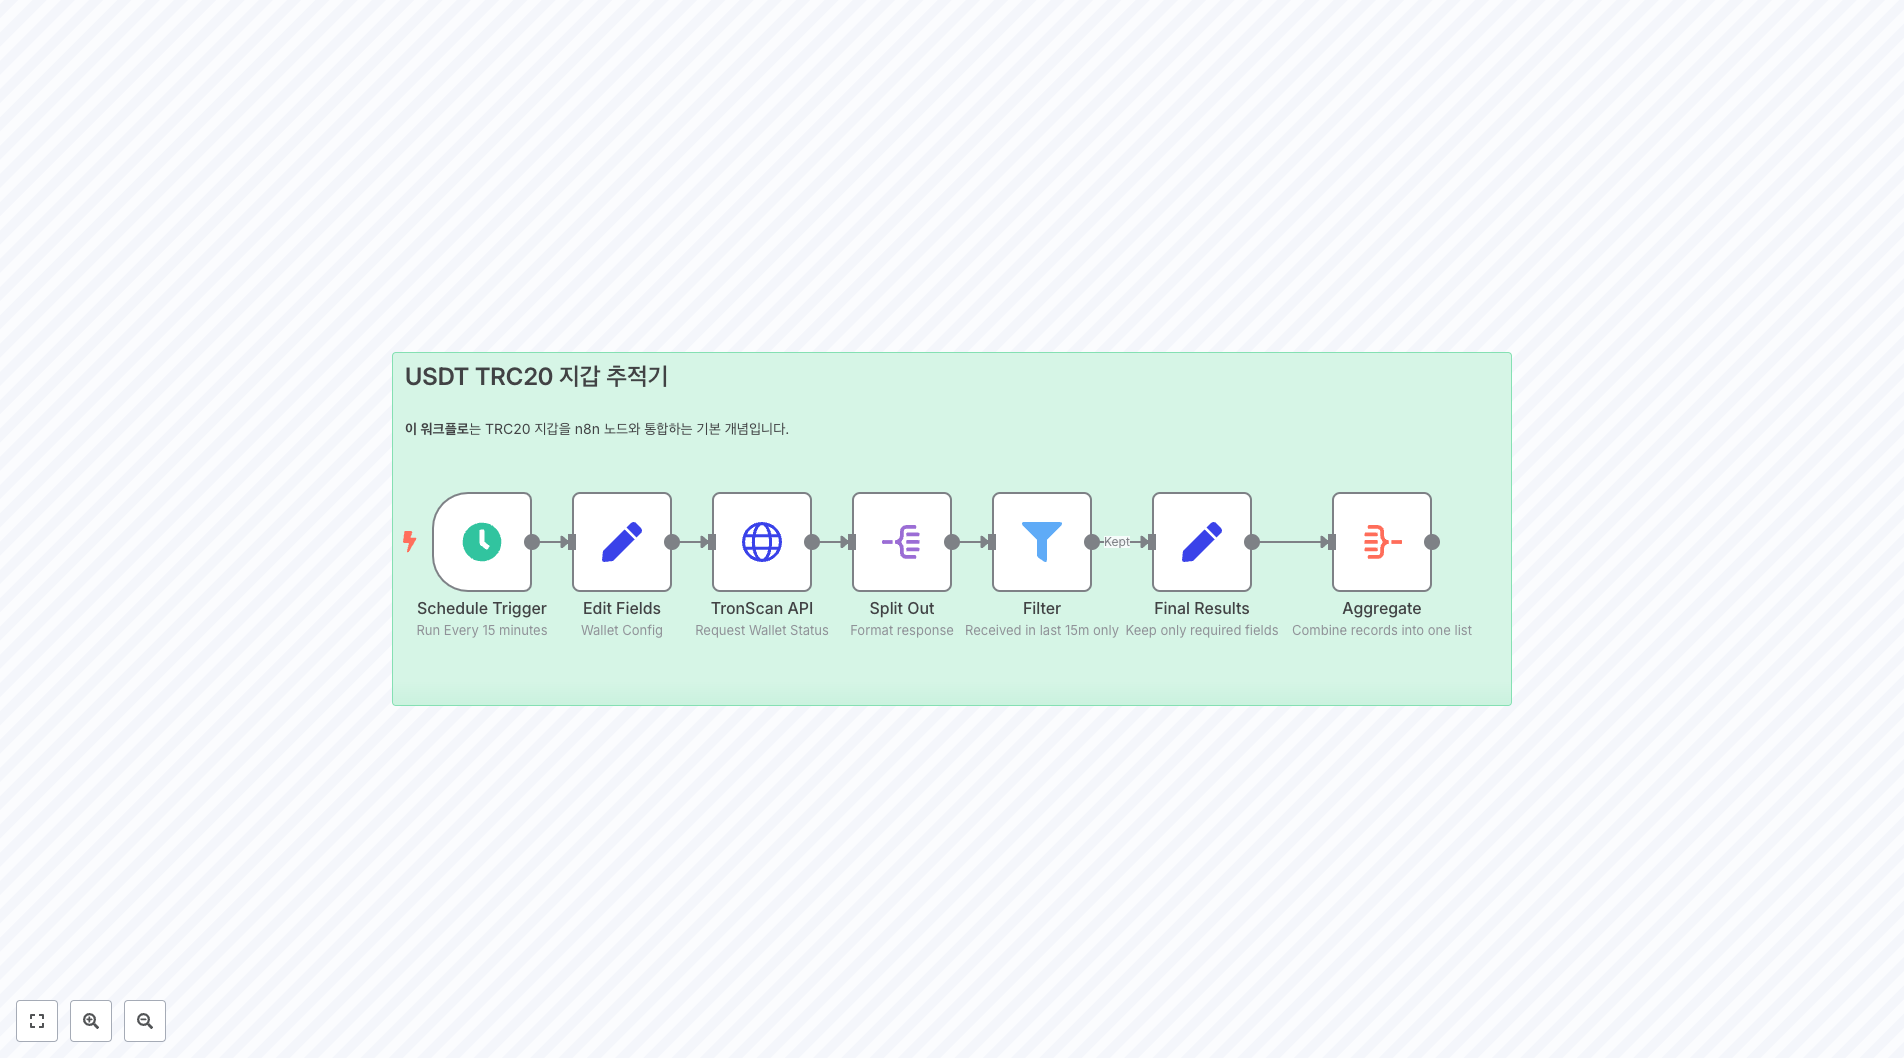 USDT TRC20 지갑 추적기
이 워크플로는 TRC20 지갑을 n8n 노드와 통합하는 기본 개념입니다.
Kept
Schedule Trigger
Run Every 15 minutes
Edit Fields
Wallet Config
TronScan API
Request Wallet Status
Split Out
Format response
Filter
Received in last 15m only
Final Results
Keep only required fields
Aggregate
Combine records into one list